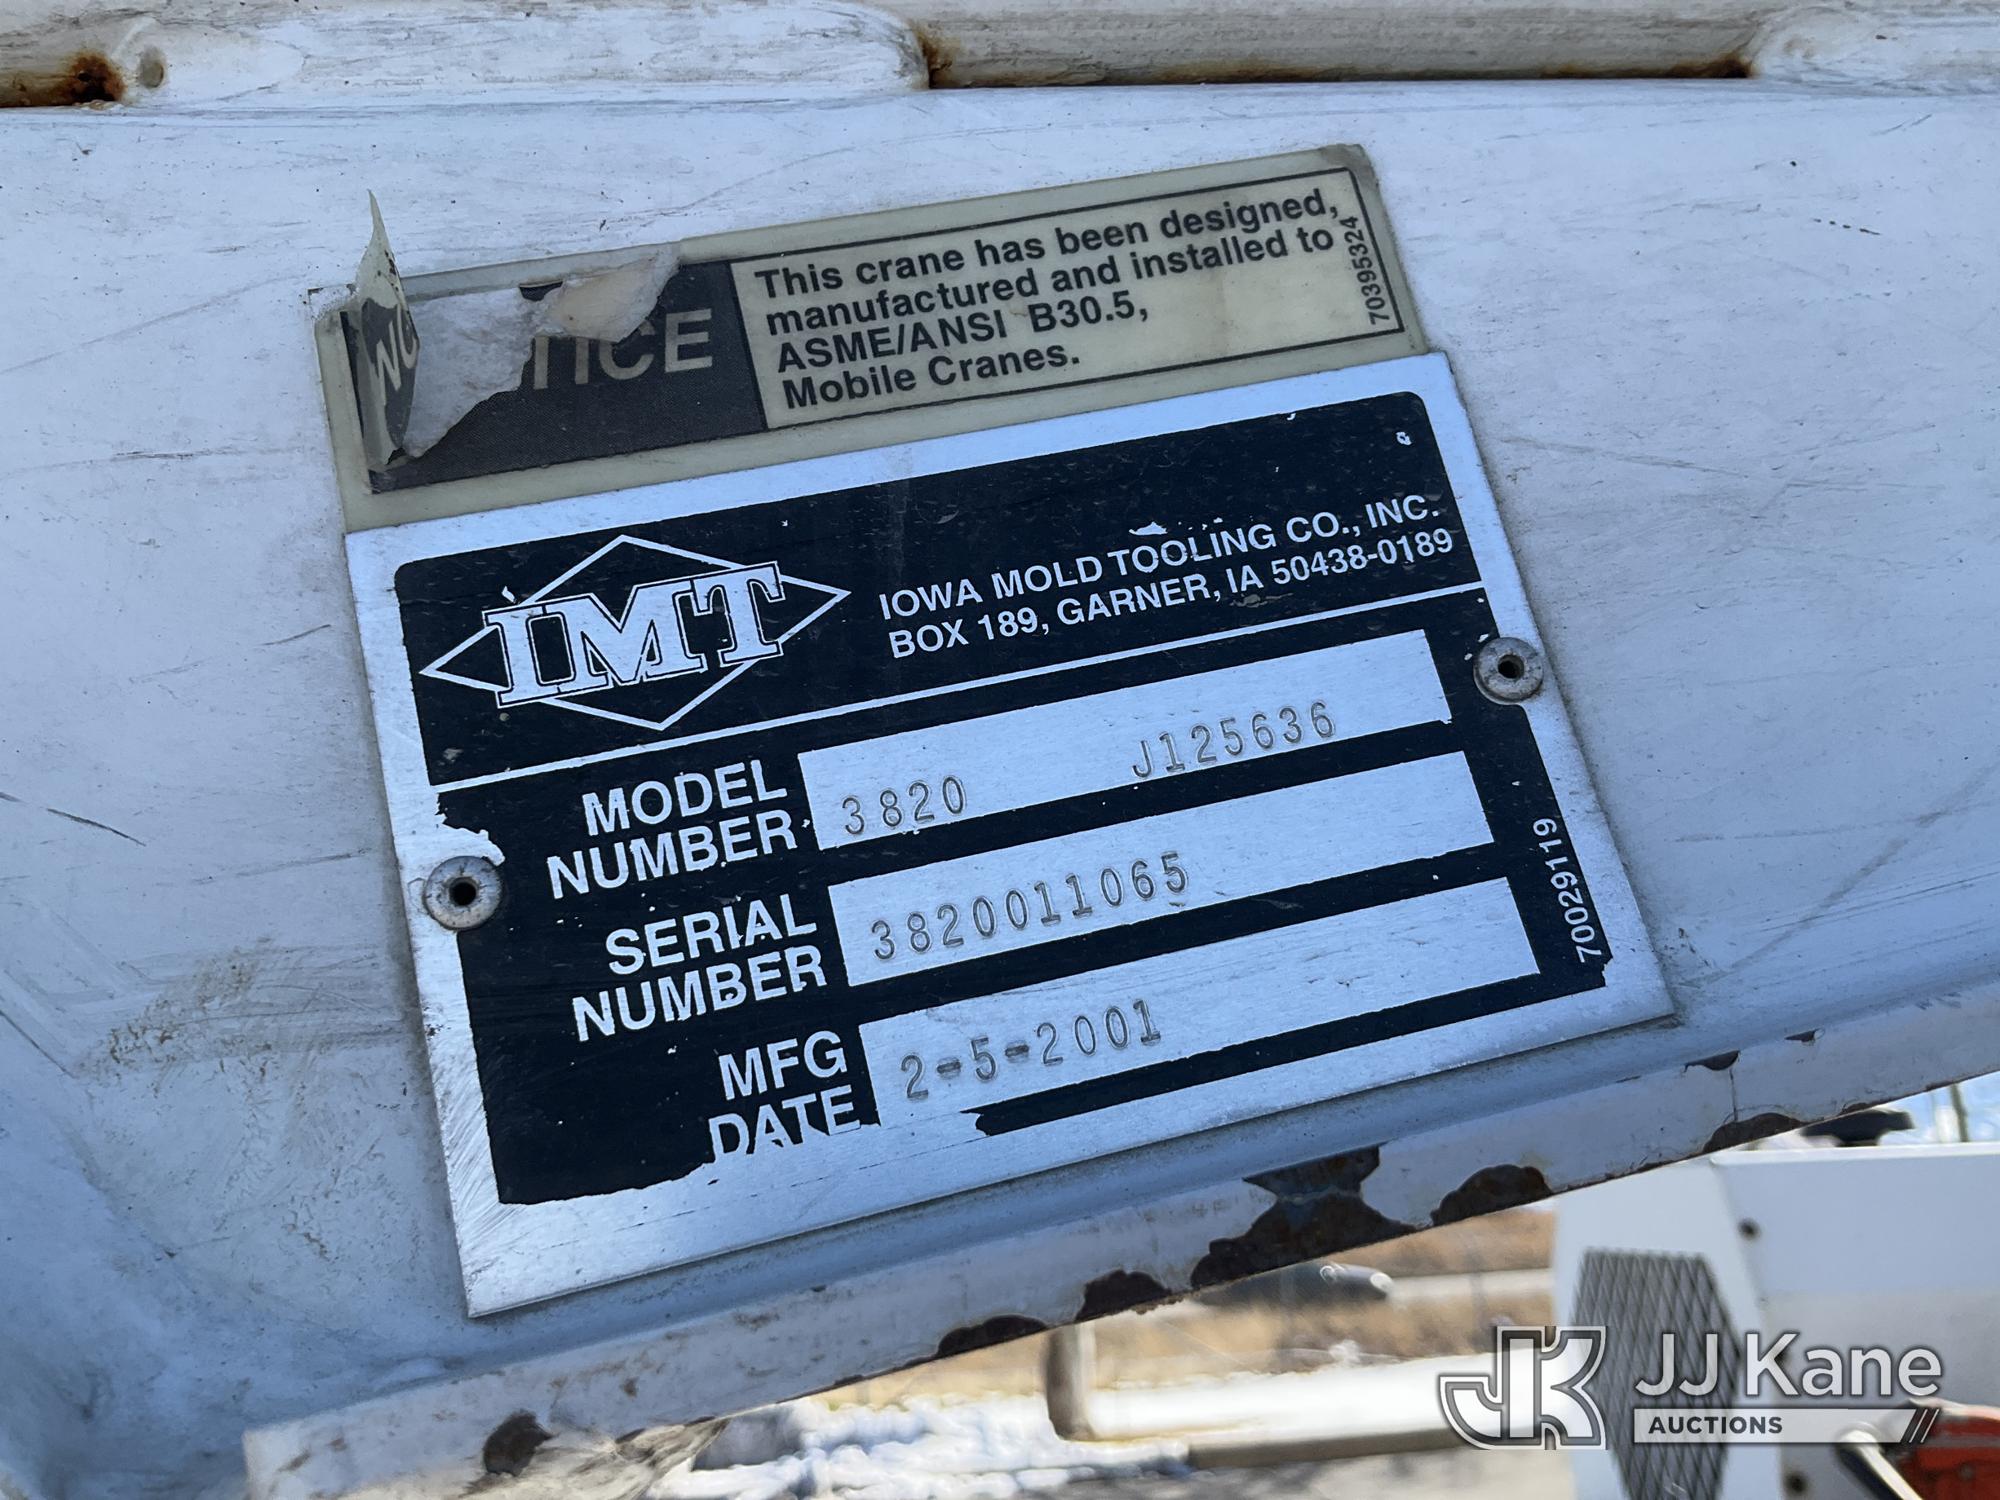 This crane has been designed,
manufactured and installed to
ASME/ANSI B30.5,
Mobile Cranes.
70395324
IMT
IOWA MOLD TOOLING CO., INC.
BOX 189, GARNER, IA 50438-0189
MODEL
NUMBER
3820 J125636
SERIAL
NUMBER
3820011065
MFG
DATE
2-5-2001
70029119
JK
JJ Kane
AUCTIONS